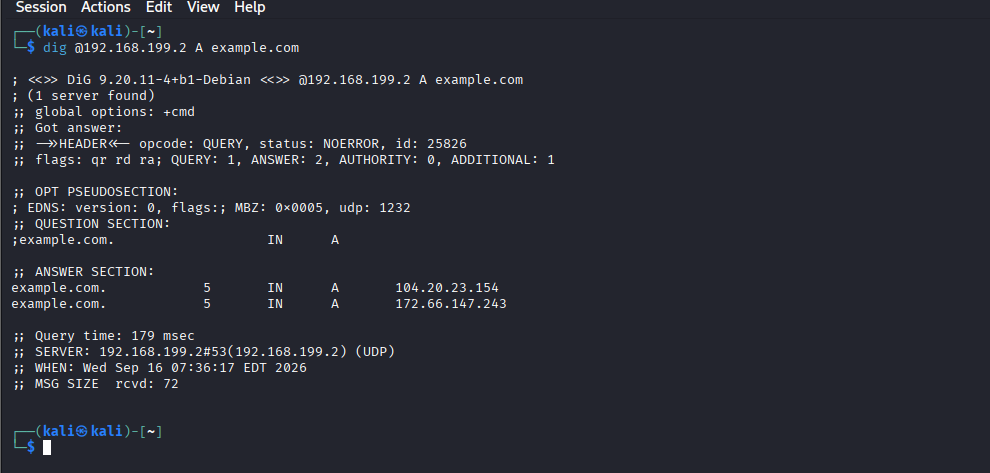 Session Actions Edit View Help
┌──(kali㉿kali)-[~]
└─$ dig @192.168.199.2 A example.com

; <<>> DiG 9.20.11-4+b1-Debian <<>> @192.168.199.2 A example.com
; (1 server found)
;; global options: +cmd
;; Got answer:
;; ->>HEADER<<- opcode: QUERY, status: NOERROR, id: 25826
;; flags: qr rd ra; QUERY: 1, ANSWER: 2, AUTHORITY: 0, ADDITIONAL: 1

;; OPT PSEUDOSECTION:
; EDNS: version: 0, flags:; MBZ: 0x0005, udp: 1232
;; QUESTION SECTION:
;example.com.                   IN      A

;; ANSWER SECTION:
example.com.            5       IN      A       104.20.23.154
example.com.            5       IN      A       172.66.147.243

;; Query time: 179 msec
;; SERVER: 192.168.199.2#53(192.168.199.2) (UDP)
;; WHEN: Wed Sep 16 07:36:17 EDT 2026
;; MSG SIZE  rcvd: 72

┌──(kali㉿kali)-[~]
└─$